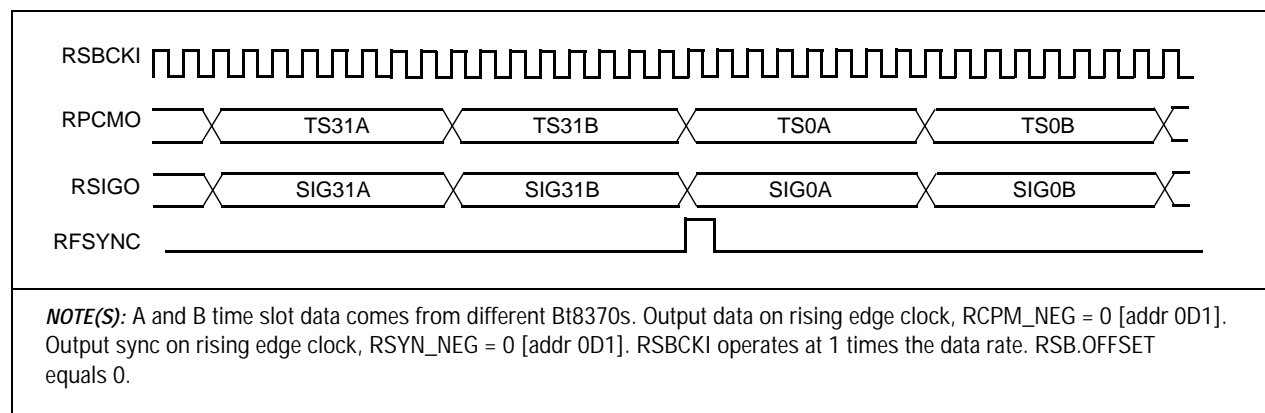 RSBCKI
RPCMO TS31A TS31B TS0A TS0B
RSIGO SIG31A SIG31B SIG0A SIG0B
RFSYNC
NOTE(S): A and B time slot data comes from different Bt8370s. Output data on rising edge clock, RCPM_NEG = 0 [addr 0D1].
Output sync on rising edge clock, RSYN_NEG = 0 [addr 0D1]. RSBCKI operates at 1 times the data rate. RSB.OFFSET
equals 0.